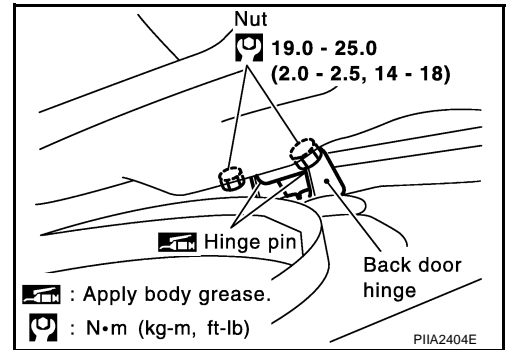 Nut
19.0 - 25.0
(2.0 - 2.5, 14 - 18)
Hinge pin
Back door
hinge
: Apply body grease.
: N•m (kg-m, ft-lb)
PIIA2404E